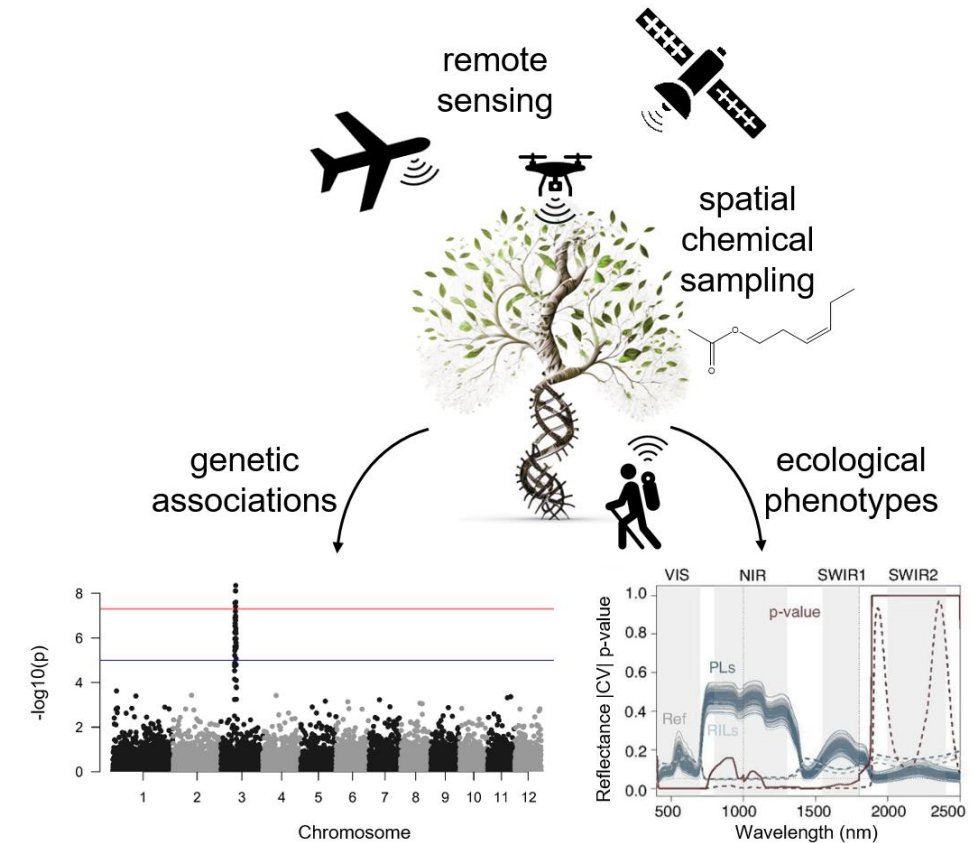 remote
sensing
spatial
chemical
sampling
O
O
genetic
associations
ecological
phenotypes
-log10(p)
8
6
4
2
0
1 2 3 4 5 6 7 8 9 10 11 12
Chromosome
VIS NIR SWIR1 SWIR2
Reflectance |CV| p-value
1.0
0.8
0.6
0.4
0.2
0.0
p-value
PLs
Ref
RILs
500 1000 1500 2000 2500
Wavelength (nm)